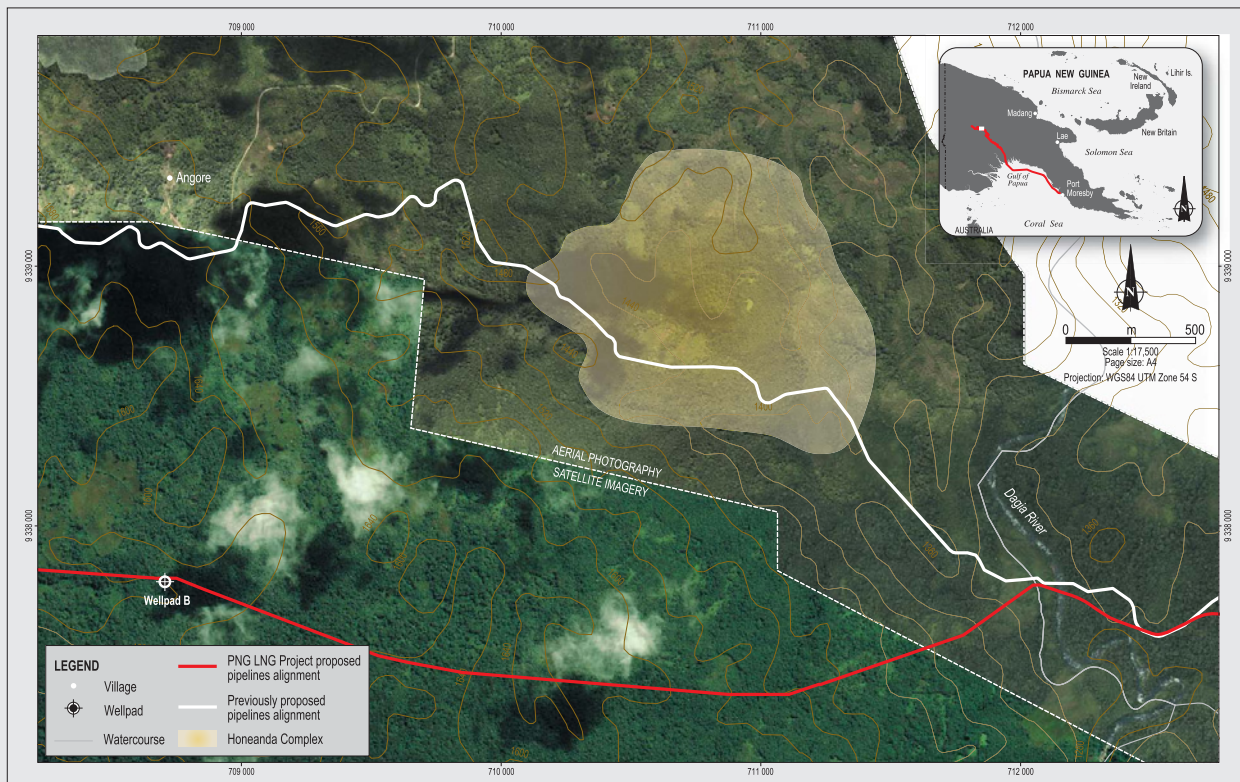 709 000
710 000
711 000
712 000
PAPUA NEW GUINEA
Bismarck Sea
New
Ireland
Lihir Is.
Madang
Lae
New Britain
Solomon Sea
Gulf of
Papua
Port
Moresby
AUSTRALIA
Coral Sea
N
Angore
1480
9 339 000
9 339 000
N
0 m 500
Scale 1:17,500
Page size: A4
Projection: WGS84 UTM Zone 54 S
1460
1400
AERIAL PHOTOGRAPHY
SATELLITE IMAGERY
Dagia River
9 338 000
9 338 000
Wellpad B
LEGEND
Village
Wellpad
Watercourse
PNG LNG Project proposed
pipelines alignment
Previously proposed
pipelines alignment
Honeanda Complex
709 000
710 000
711 000
712 000